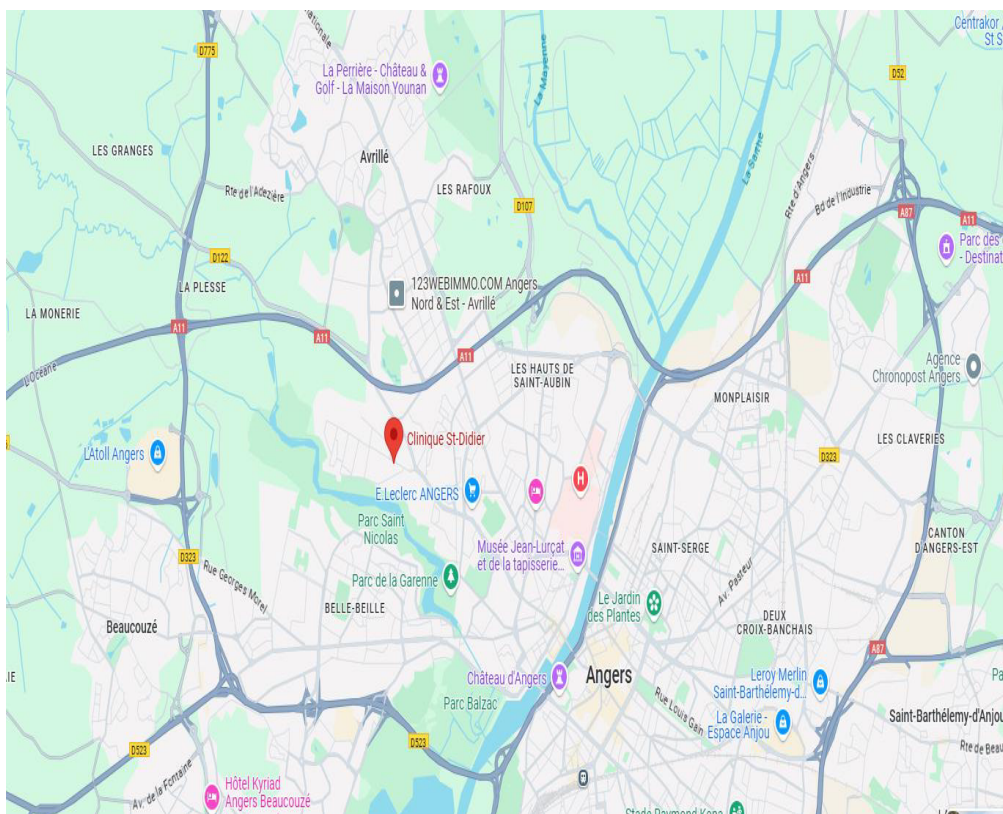 Centrakor
St S
D775
nationale
D52
La Perrière - Château &
Golf - La Maison Younan
La Mayenne
La Sarthe
LES GRANGES
Avrillé
Rte d'Angers
LES RAFOUX
Rte de l'Adezière
Bd de l'Industrie
D107
A87
A11
Parc des
- Destinat
D122
A11
LA PLESSE
123WEBIMMO.COM Angers
Nord & Est - Avrillé
LA MONERIE
A11
A11
A11
L'Océane
LES HAUTS DE
SAINT-AUBIN
Agence
Chronopost Angers
MONPLAISIR
Clinique St-Didier
LES CLAVERIES
L'Atoll Angers
D323
E.Leclerc ANGERS
H
Parc Saint
Nicolas
CANTON
D'ANGERS-EST
Musée Jean-Lurçat
et de la tapisserie...
SAINT-SERGE
D323
Rue Georges Morel
Parc de la Garenne
Av. Pasteur
BELLE-BEILLE
Le Jardin
des Plantes
DEUX
CROIX-BANCHAIS
Beaucouzé
A87
RIE
Château d'Angers
Angers
Leroy Merlin
Saint-Barthélemy-d...
Pa
Parc Balzac
Rue Louis Gain
La Galerie -
Espace Anjou
Saint-Barthélemy-d'Anjou
D523
D523
Rte de Beau
Av. de la Fontaine
Hôtel Kyriad
Angers Beaucouzé
Stade Raymond Kopa